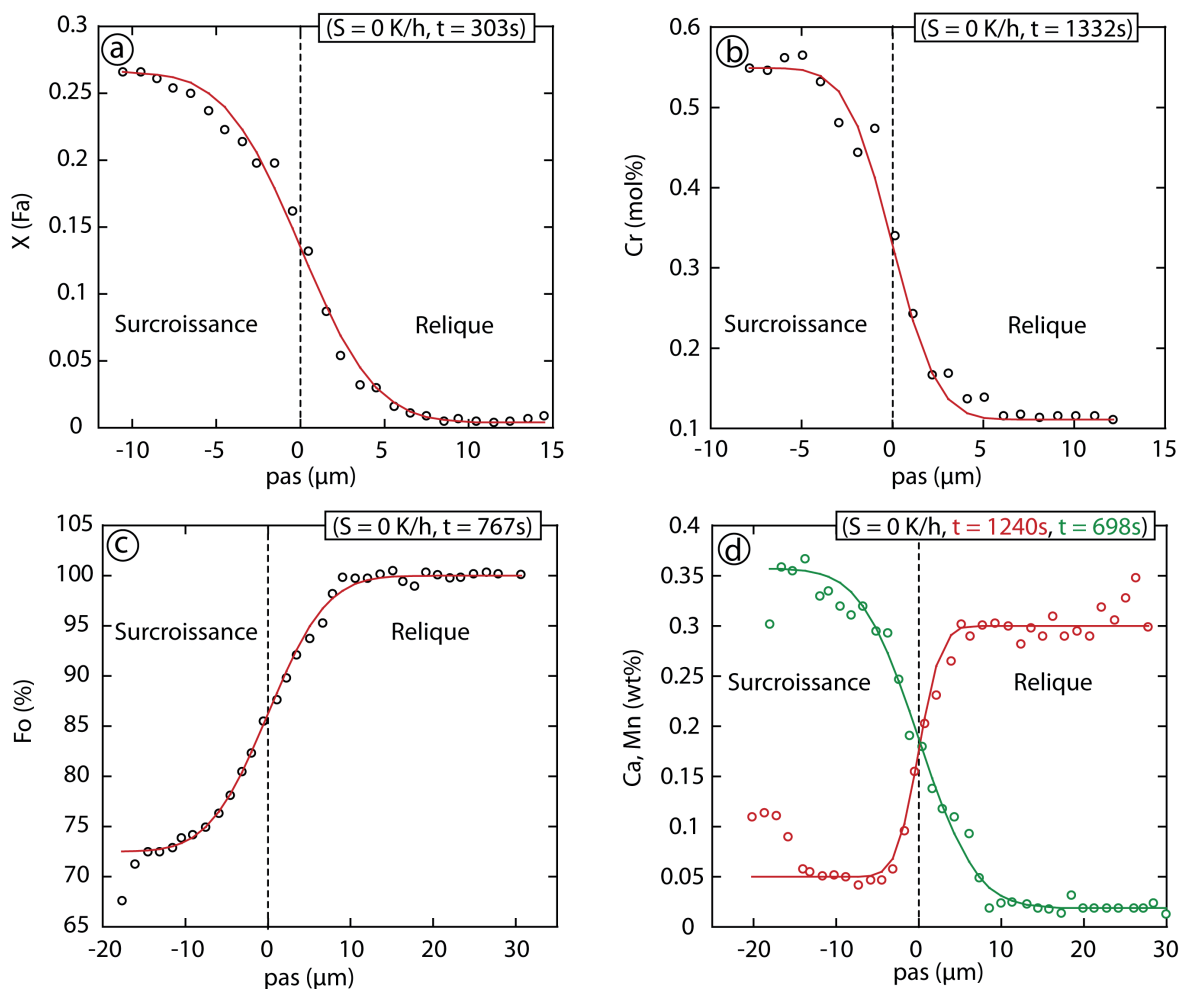 (S = 0 K/h, t = 303s)
a
0.3
0.25
0.2
0.15
0.1
0.05
0
X (Fa)
Surcroissance
Relique
-10
-5
0
5
10
15
pas (µm)
(S = 0 K/h, t = 1332s)
b
0.6
0.5
0.4
0.3
0.2
0.1
Cr (mol%)
Surcroissance
Relique
-10
-5
0
5
10
15
pas (µm)
(S = 0 K/h, t = 767s)
c
105
100
95
90
85
80
75
70
65
Fo (%)
Surcroissance
Relique
-20
-10
0
10
20
30
pas (µm)
(S = 0 K/h, t = 1240s, t = 698s)
d
0.4
0.35
0.3
0.25
0.2
0.15
0.1
0.05
0
Ca, Mn (wt%)
Surcroissance
Relique
-20
-10
0
10
20
30
pas (µm)